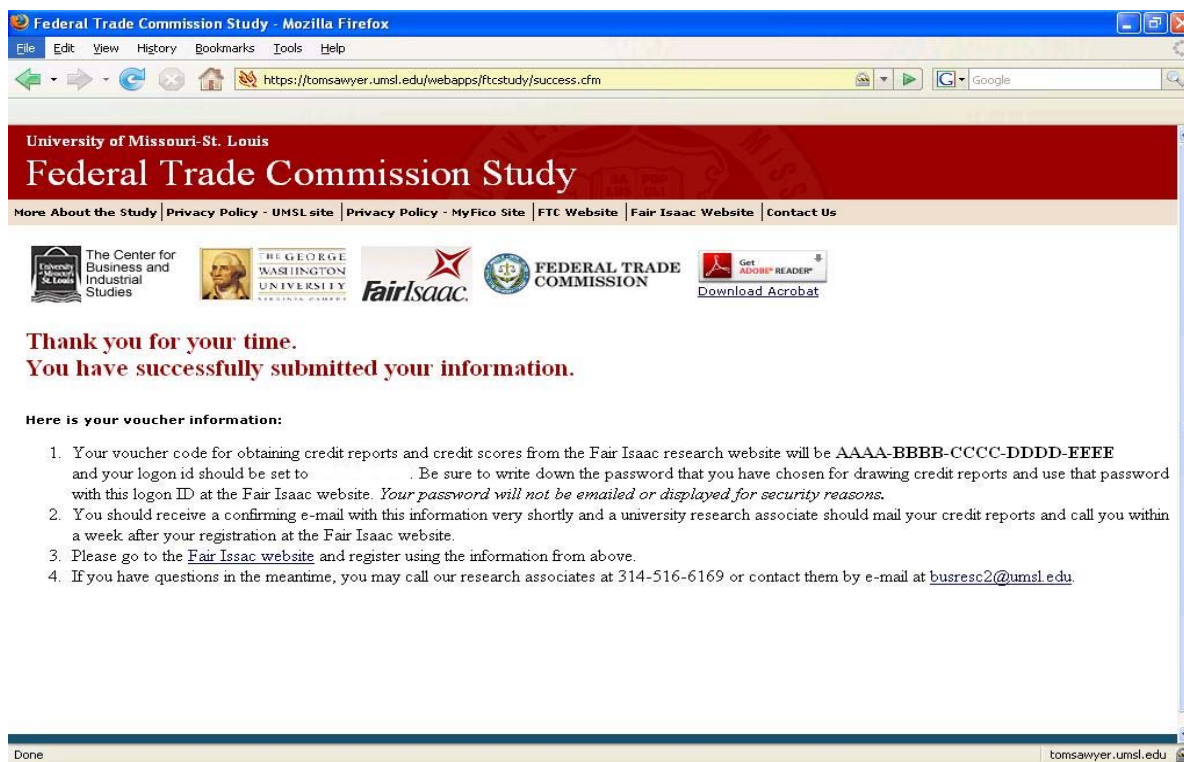 Federal Trade Commission Study - Mozilla Firefox
File Edit View History Bookmarks Tools Help
https://tomsawyer.umsl.edu/webapps/ftcstudy/success.cfm
G Google
University of Missouri-St. Louis
Federal Trade Commission Study
More About the Study | Privacy Policy - UMSL site | Privacy Policy - MyFico Site | FTC Website | Fair Isaac Website | Contact Us
University of Missouri St. Louis
The Center for
Business and
Industrial
Studies
THE GEORGE
WASHINGTON
UNIVERSITY
VIRGINIA CAMPUS
FairIsaac.
FEDERAL TRADE
COMMISSION
Get
ADOBE® READER®
Download Acrobat
Thank you for your time.
You have successfully submitted your information.
Here is your voucher information:
1. Your voucher code for obtaining credit reports and credit scores from the Fair Isaac research website will be AAAA-BBBB-CCCC-DDDD-EEEE
and your logon id should be set to . Be sure to write down the password that you have chosen for drawing credit reports and use that password
with this logon ID at the Fair Isaac website. Your password will not be emailed or displayed for security reasons.
2. You should receive a confirming e-mail with this information very shortly and a university research associate should mail your credit reports and call you within
a week after your registration at the Fair Isaac website.
3. Please go to the Fair Issac website and register using the information from above.
4. If you have questions in the meantime, you may call our research associates at 314-516-6169 or contact them by e-mail at busresc2@umsl.edu.
Done
tomsawyer.umsl.edu